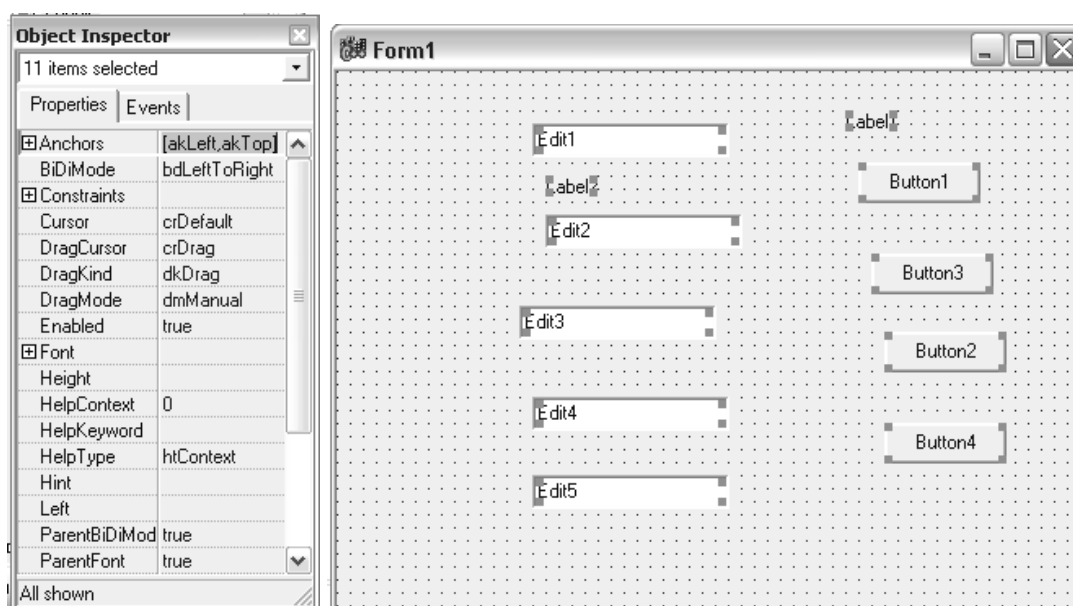 Object Inspector
11 items selected
Properties Events
Anchors [akLeft,akTop]
BiDiMode bdLeftToRight
Constraints
Cursor crDefault
DragCursor crDrag
DragKind dkDrag
DragMode dmManual
Enabled true
Font
Height
HelpContext 0
HelpKeyword
HelpType htContext
Hint
Left
ParentBiDiMod true
ParentFont true
All shown
Form1
Edit1
Label2
Edit2
Edit3
Edit4
Edit5
Button1
Button3
Button2
Button4